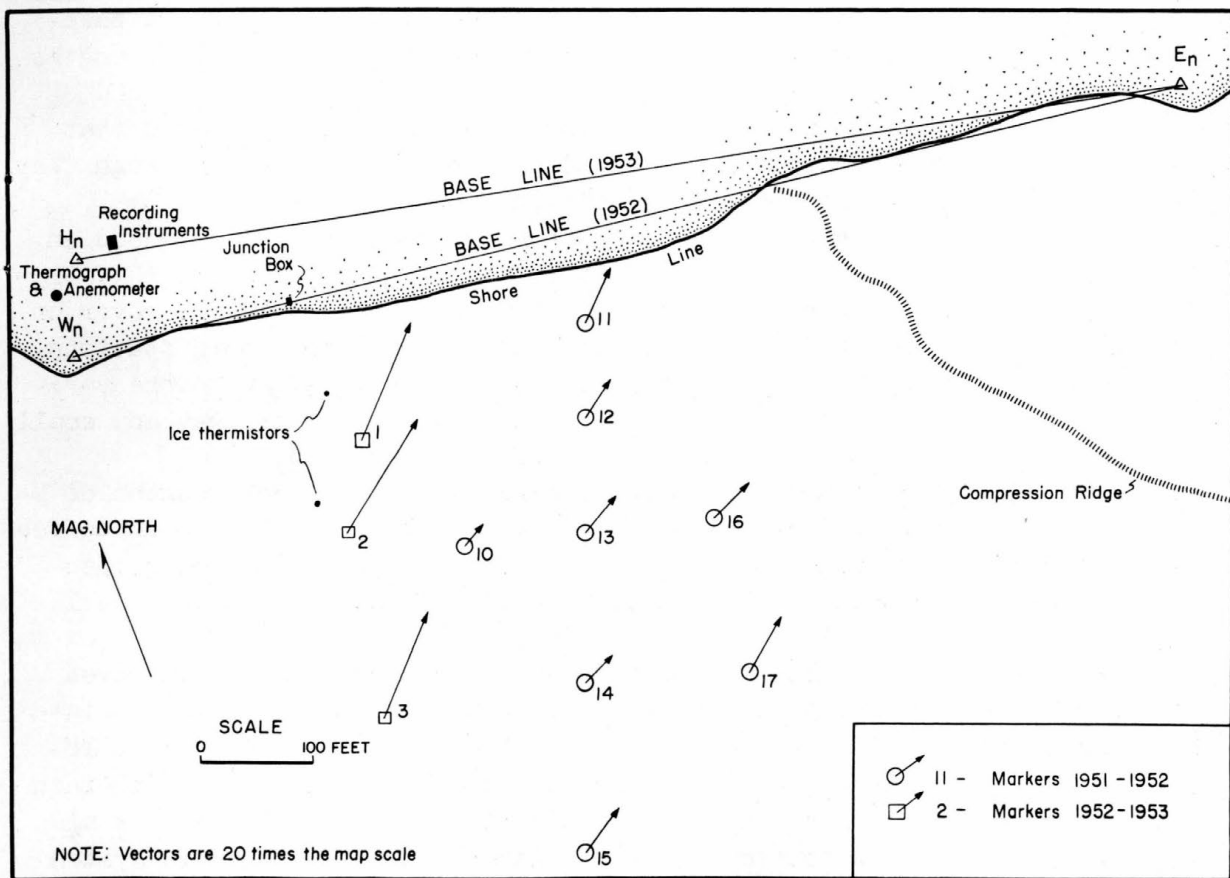 En
BASE LINE (1953)
Recording
Instruments
Hn
BASE LINE (1952)
Junction
Box
Shore Line
Thermograph
& Anemometer
Wn
11
12
1
Ice thermistors
Compression Ridge
2
10
13
16
MAG. NORTH
14
17
3
SCALE
0 100 FEET
11 - Markers 1951-1952
2 - Markers 1952-1953
15
NOTE: Vectors are 20 times the map scale